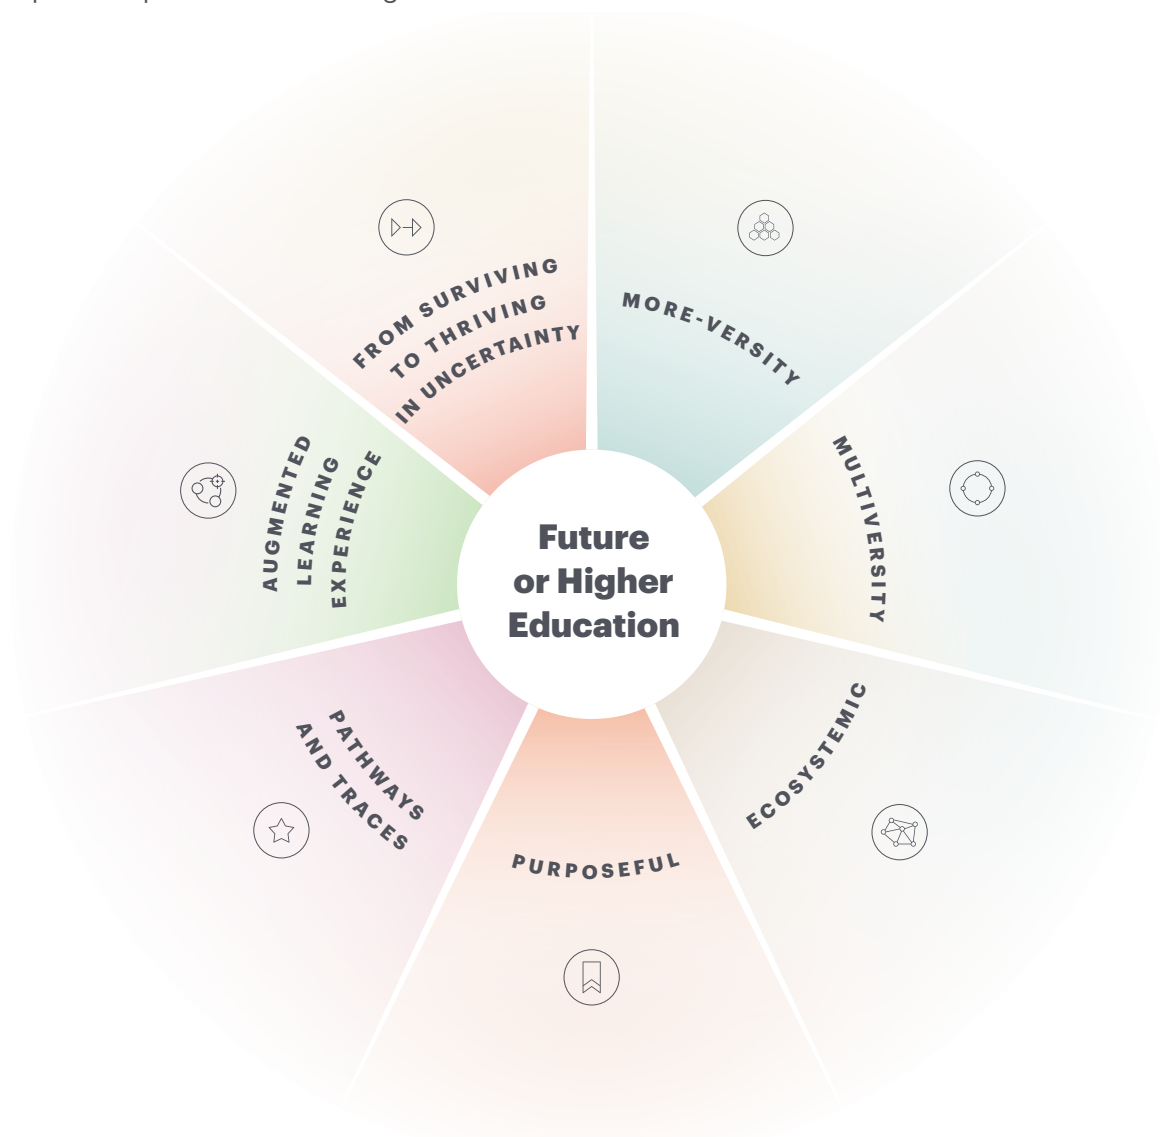 Future
or Higher
Education
MORE-VERSITY
MULTIVERSITY
ECOSYSTEMIC
PURPOSEFUL
PATHWAYS
AND TRACES
AUGMENTED
LEARNING
EXPERIENCE
FROM SURVIVING
TO THRIVING
IN UNCERTAINTY